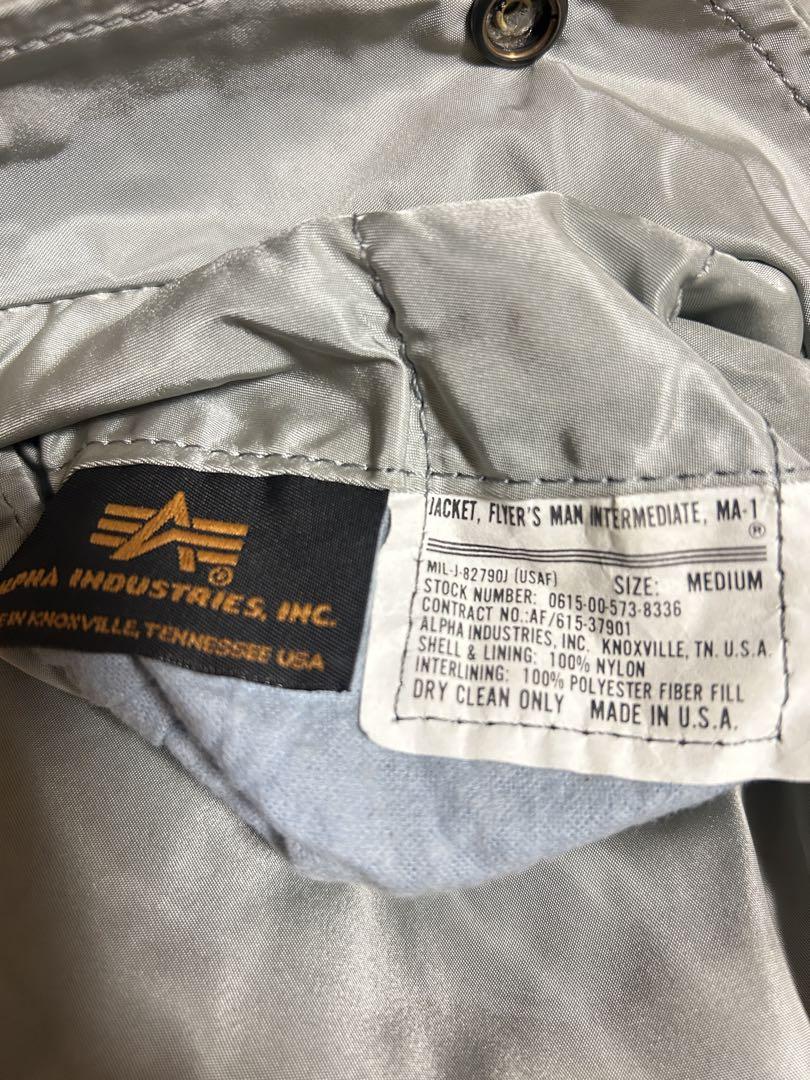 ALPHA INDUSTRIES, INC.
IN KNOXVILLE, TENNESSEE USA
JACKET, FLYER'S MAN INTERMEDIATE, MA-1
®
MIL-J-82790J (USAF) SIZE: MEDIUM
STOCK NUMBER: 0615-00-573-8336
CONTRACT NO.:AF/615-37901
ALPHA INDUSTRIES, INC. KNOXVILLE, TN. U.S.A.
SHELL & LINING: 100% NYLON
INTERLINING: 100% POLYESTER FIBER FILL
DRY CLEAN ONLY MADE IN U.S.A.